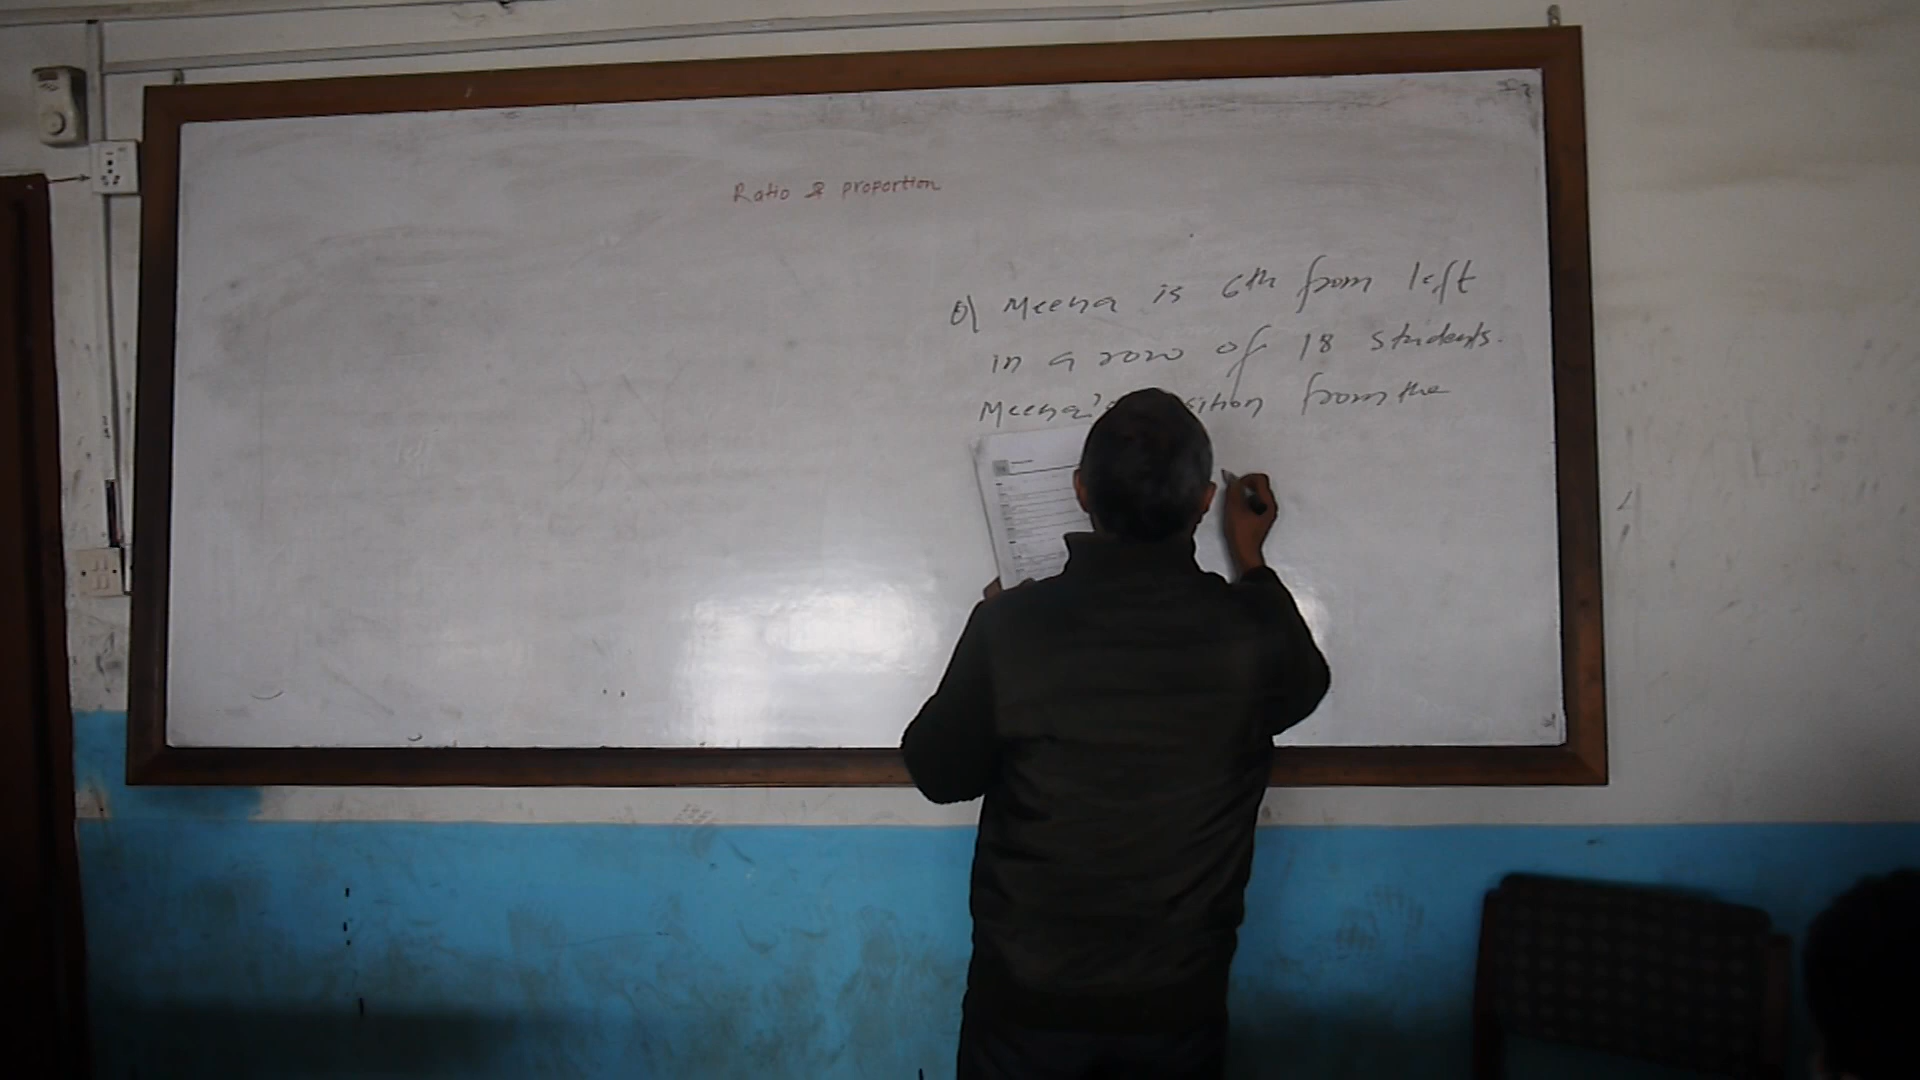 Ratio & proportion
Q) Meena is 6th from left
in a row of 18 students.
Meena's from the